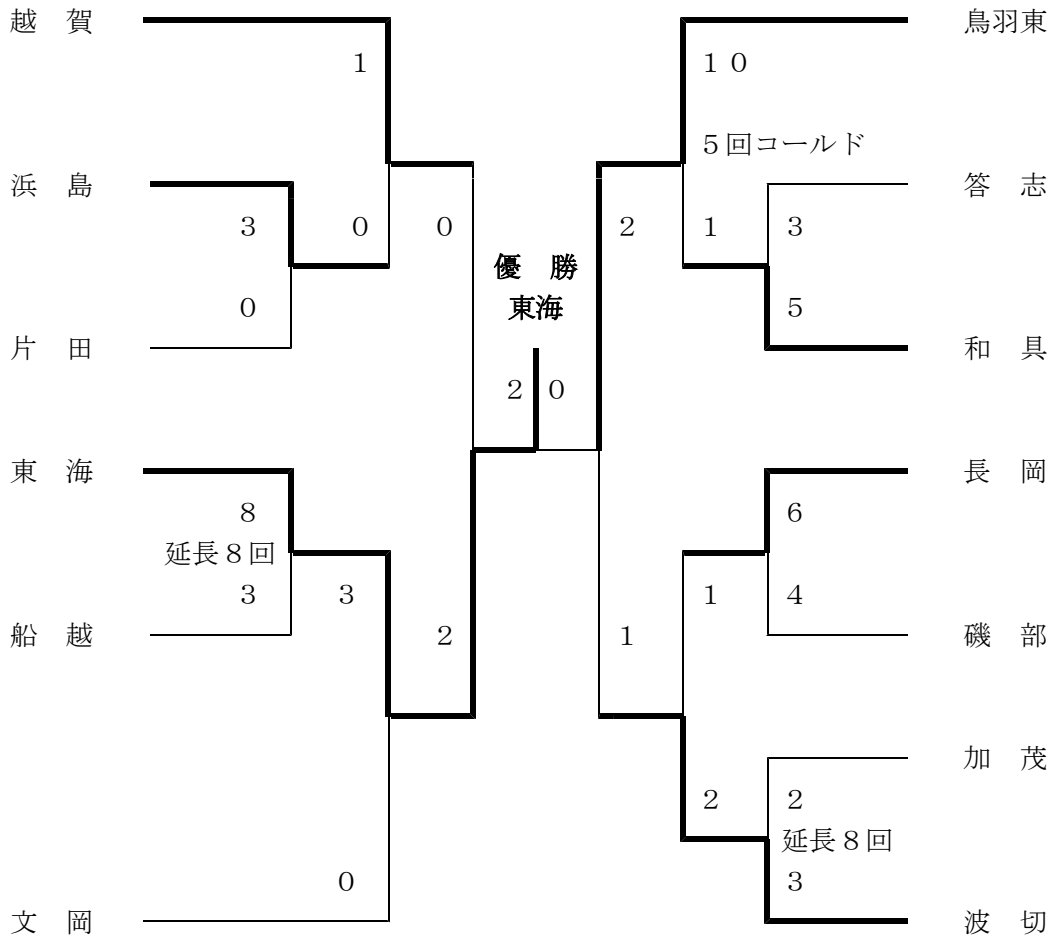 越　賀
鳥羽東
１
１０
５回コールド
浜　島
答　志
３
０
０
２
１
３
優　勝
東海
０
５
片　田
和　具
２
０
東　海
長　岡
８
６
延長８回
３
３
１
４
船　越
２
１
磯　部
加　茂
２
２
延長８回
０
３
文　岡
波　切